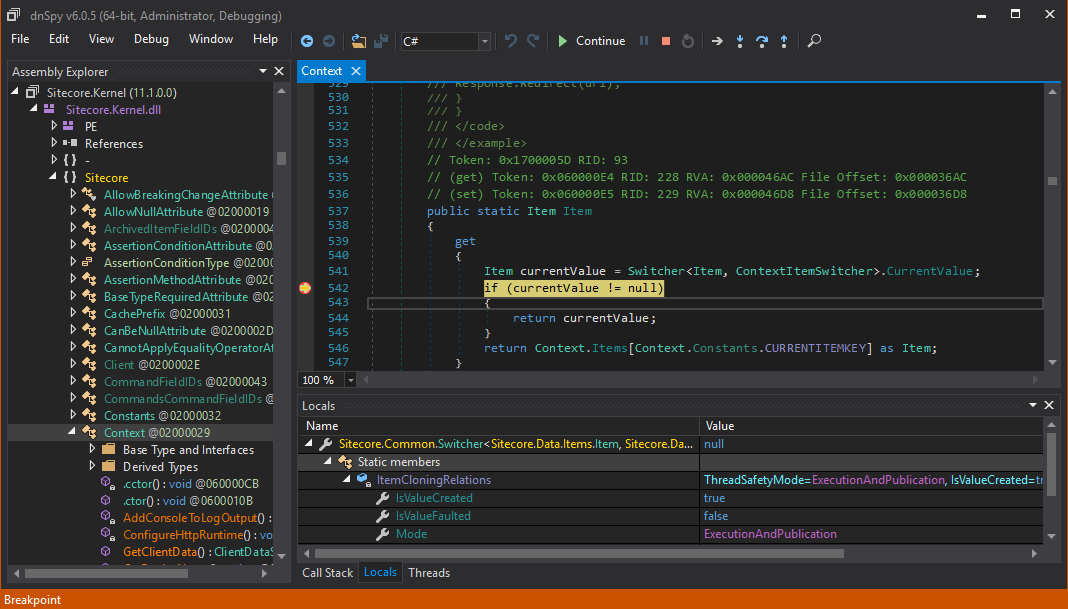 dnSpy v6.0.5 (64-bit, Administrator, Debugging)
File Edit View Debug Window Help C# Continue
Assembly Explorer
Sitecore.Kernel (11.1.0.0)
Sitecore.Kernel.dll
PE
References
{ } -
{ } Sitecore
AllowBreakingChangeAttribute
AllowNullAttribute @02000019
ArchivedItemFieldIDs @0200004
AssertionConditionAttribute @02
AssertionConditionType @02000
AssertionMethodAttribute @020
BaseTypeRequiredAttribute @02
CachePrefix @02000031
CanBeNullAttribute @0200002D
CannotApplyEqualityOperatorAt
Client @0200002E
CommandFieldIDs @02000043
CommandsCommandFieldIDs @
Constants @02000032
Context @02000029
Base Type and Interfaces
Derived Types
.cctor() : void @060000CB
.ctor() : void @0600010B
AddConsoleToLogOutput() :
ConfigureHttpRuntime() : vo
GetClientData() : ClientDataS
Context
529 /// Response.Redirect(url);
530 /// }
531 /// }
532 /// </code>
533 /// </example>
534 // Token: 0x1700005D RID: 93
535 // (get) Token: 0x060000E4 RID: 228 RVA: 0x000046AC File Offset: 0x000036AC
536 // (set) Token: 0x060000E5 RID: 229 RVA: 0x000046D8 File Offset: 0x000036D8
537 public static Item Item
538 {
539 get
540 {
541 Item currentValue = Switcher<Item, ContextItemSwitcher>.CurrentValue;
542 if (currentValue != null)
543 {
544 return currentValue;
545 }
546 return Context.Items[Context.Constants.CURRENTITEMKEY] as Item;
547 }
100 %
Locals
Name Value
Sitecore.Common.Switcher<Sitecore.Data.Items.Item, Sitecore.Da... null
Static members
ItemCloningRelations ThreadSafetyMode=ExecutionAndPublication, IsValueCreated=tr
IsValueCreated true
IsValueFaulted false
Mode ExecutionAndPublication
Call Stack Locals Threads
Breakpoint